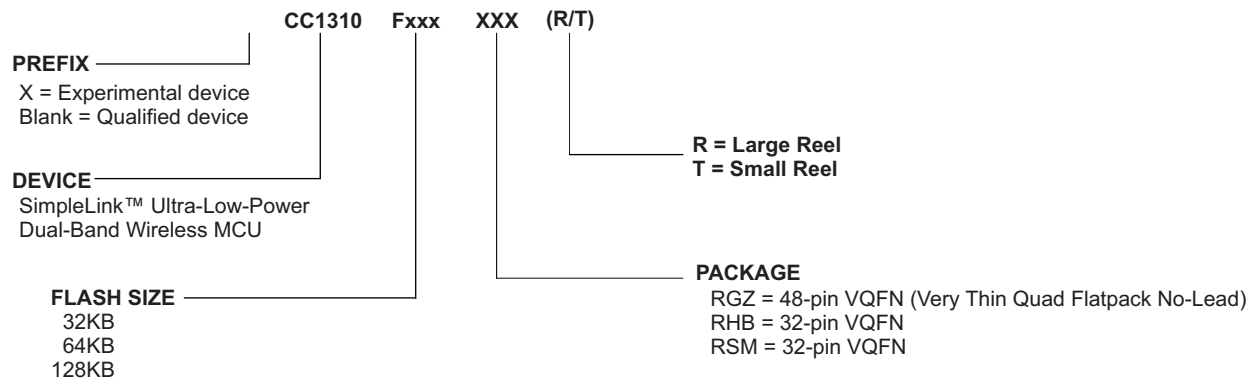 CC1310 Fxxx XXX (R/T)
PREFIX
X = Experimental device
Blank = Qualified device
R = Large Reel
T = Small Reel
DEVICE
SimpleLink™ Ultra-Low-Power
Dual-Band Wireless MCU
PACKAGE
RGZ = 48-pin VQFN (Very Thin Quad Flatpack No-Lead)
RHB = 32-pin VQFN
RSM = 32-pin VQFN
FLASH SIZE
32KB
64KB
128KB